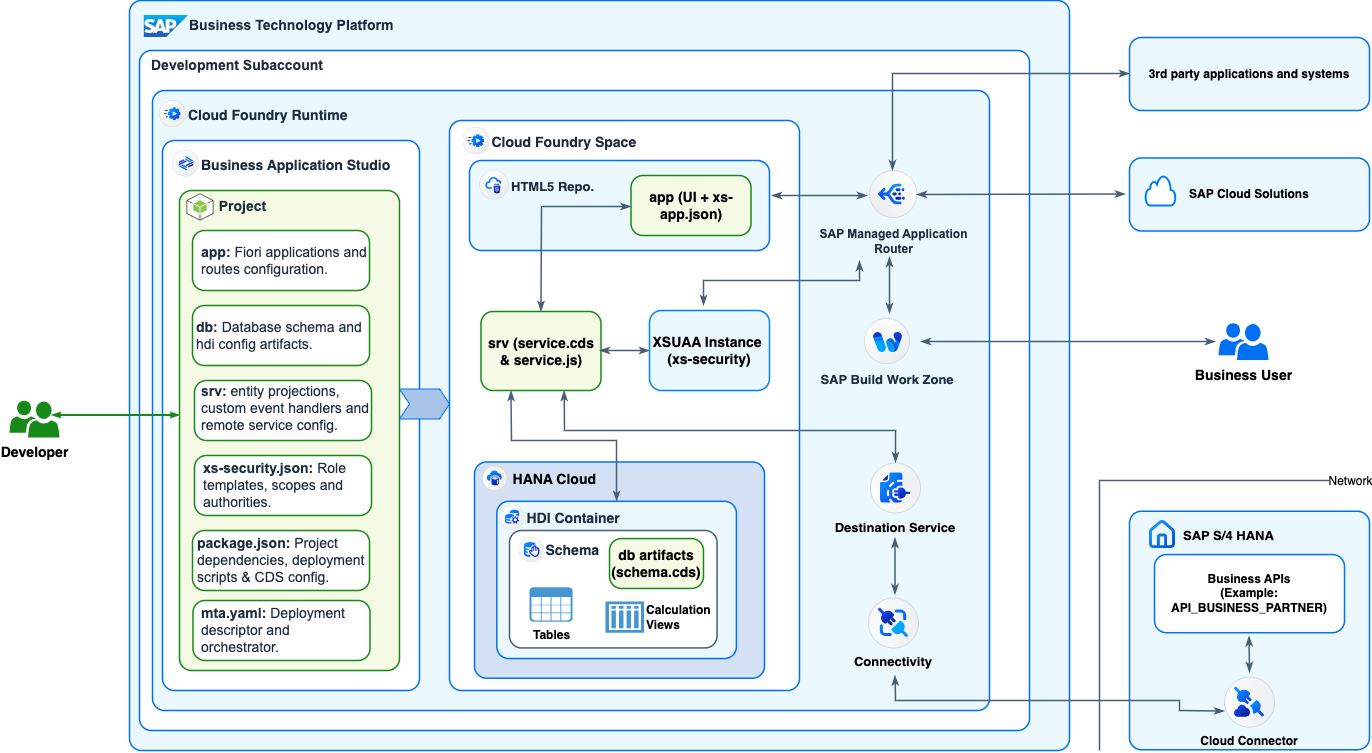 SAP Business Technology Platform
Development Subaccount
Cloud Foundry Runtime
Business Application Studio
Project
app: Fiori applications and
routes configuration.
db: Database schema and
hdi config artifacts.
srv: entity projections,
custom event handlers and
remote service config.
xs-security.json: Role
templates, scopes and
authorities.
package.json: Project
dependencies, deployment
scripts & CDS config.
mta.yaml: Deployment
descriptor and
orchestrator.
Developer
Cloud Foundry Space
HTML5 Repo.
app (UI + xs-
app.json)
srv (service.cds
& service.js)
XSUAA Instance
(xs-security)
HANA Cloud
HDI Container
Schema
db artifacts
(schema.cds)
Tables
Calculation
Views
SAP Managed Application
Router
SAP Build Work Zone
Destination Service
Connectivity
3rd party applications and systems
SAP Cloud Solutions
Business User
Network
SAP S/4 HANA
Business APIs
(Example:
API_BUSINESS_PARTNER)
Cloud Connector